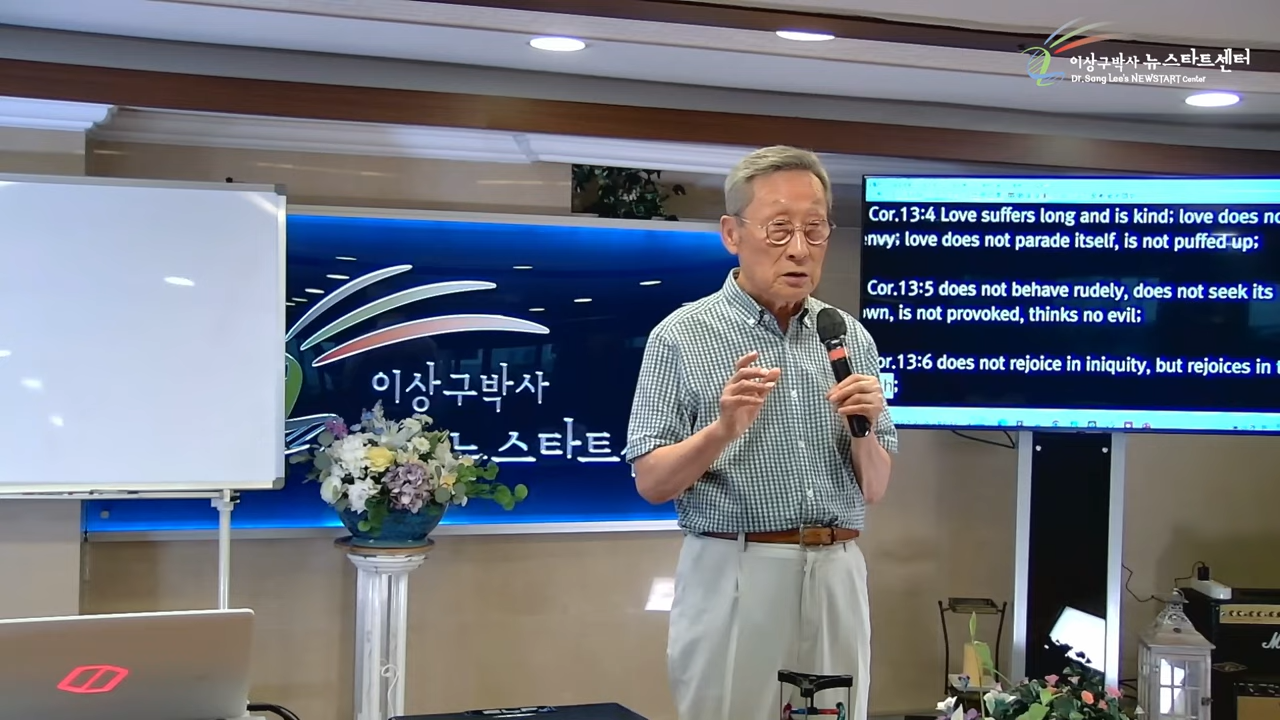 이상구박사 뉴스타트센터
Dr. Sang Lee's NEWSTART Center
Cor.13:4 Love suffers long and is kind; love does no
nvy; love does not parade itself, is not puffed up;
Cor.13:5 does not behave rudely, does not seek its
own, is not provoked, thinks no evil;
or.13:6 does not rejoice in iniquity, but rejoices in t
h;
이상구박사
뉴스타트
M